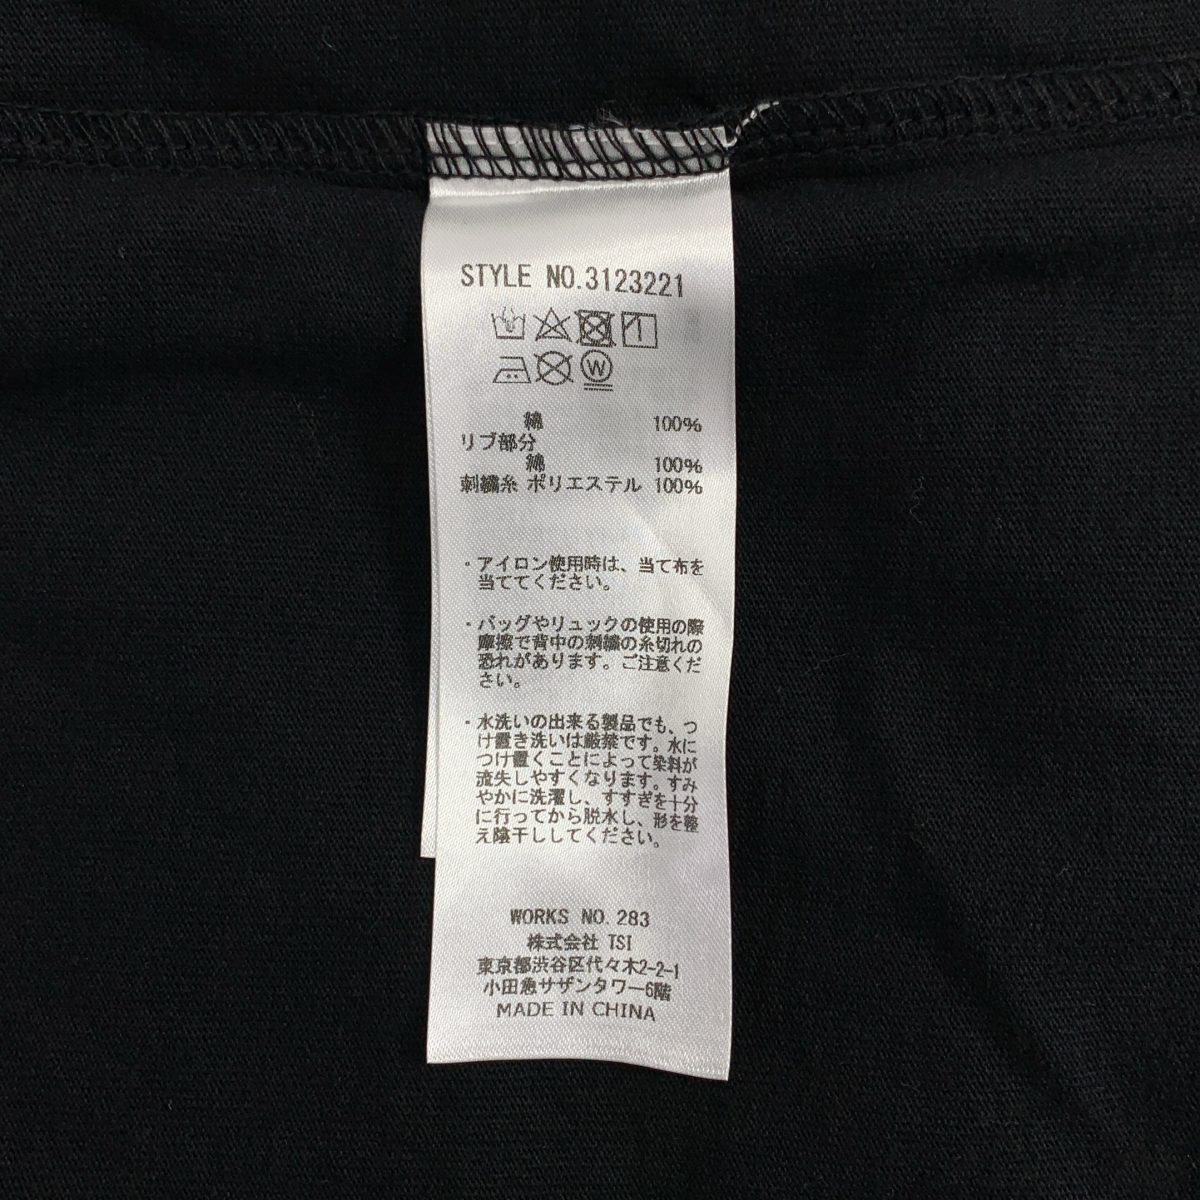 STYLE NO.3123221
W
綿 100%
リブ部分
綿 100%
刺繍糸 ポリエステル 100%
・アイロン使用時は、当て布を
当ててください。
・バッグやリュックの使用の際
摩擦で背中の刺繍の糸切れの
恐れがあります。ご注意くだ
さい。
・水洗いの出来る製品でも、つ
け置き洗いは厳禁です。水に
つけ置くことによって染料が
流失しやすくなります。すみ
やかに洗濯し、すすぎを十分
に行ってから脱水し、形を整
え陰干ししてください。
WORKS NO. 283
株式会社 TSI
東京都渋谷区代々木2-2-1
小田急サザンタワー6階
MADE IN CHINA